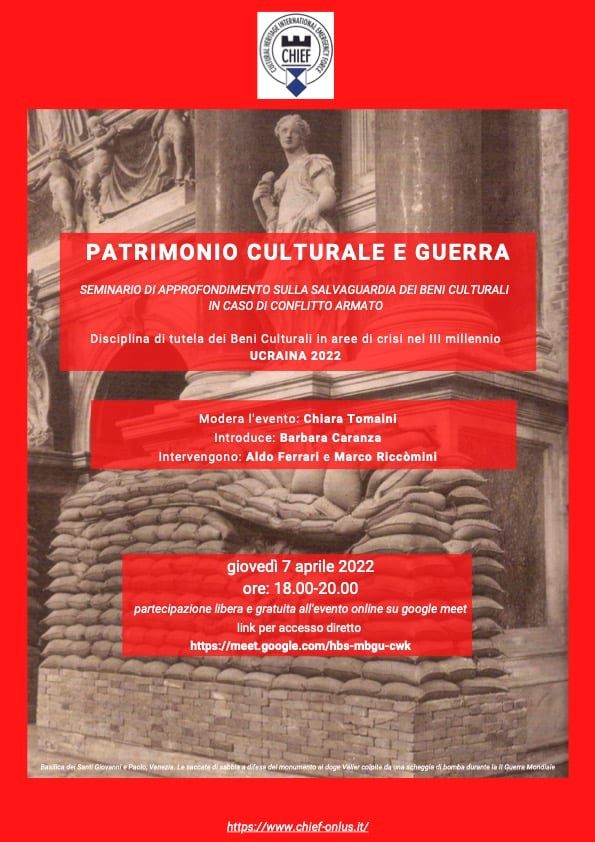 CULTURAL HERITAGE INTERNATIONAL EMERGENCY FORCE
CHIEF
PATRIMONIO CULTURALE E GUERRA
SEMINARIO DI APPROFONDIMENTO SULLA SALVAGUARDIA DEI BENI CULTURALI
IN CASO DI CONFLITTO ARMATO
Disciplina di tutela dei Beni Culturali in aree di crisi nel III millennio
UCRAINA 2022
Modera l'evento: Chiara Tomaini
Introduce: Barbara Caranza
Intervengono: Aldo Ferrari e Marco Riccòmini
giovedì 7 aprile 2022
ore: 18.00-20.00
partecipazione libera e gratuita all'evento online su google meet
link per accesso diretto
https://meet.google.com/hbs-mbgu-cwk
Basilica dei Santi Giovanni e Paolo, Venezia. Le saccate di sabbia a difesa del monumento al doge Valier colpite da una scheggia di bomba durante la II Guerra Mondiale
https://www.chief-onlus.it/